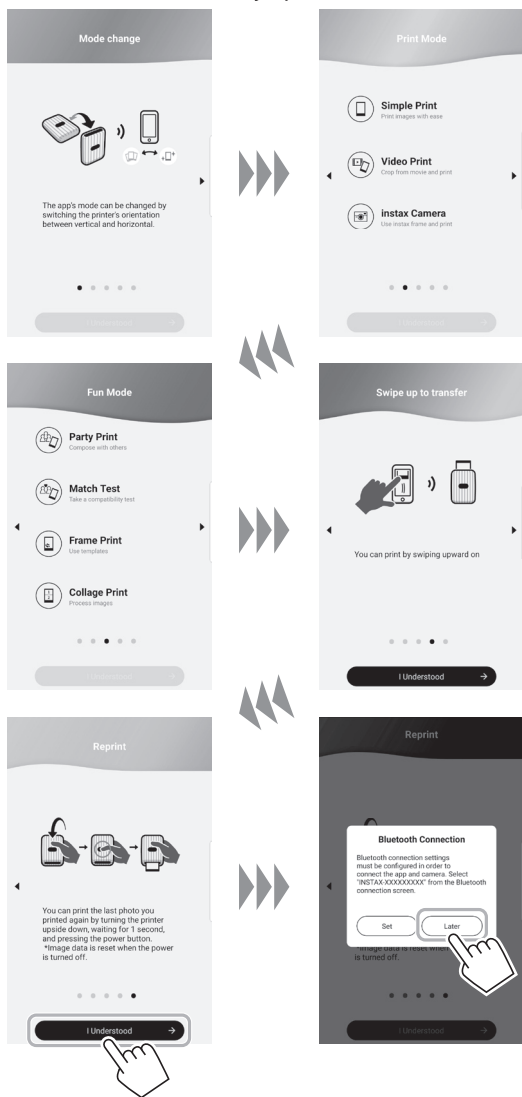 Mode change
The app's mode can be changed by
switching the printer's orientation
between vertical and horizontal.
I Understood →
Print Mode
Simple Print
Print images with ease
Video Print
Crop from movie and print
instax Camera
Use instax frame and print
I Understood →
Fun Mode
Party Print
Compose with others
Match Test
Take a compatibility test
Frame Print
Use templates
Collage Print
Process images
I Understood →
Swipe up to transfer
You can print by swiping upward on
I Understood →
Reprint
You can print the last photo you
printed again by turning the printer
upside down, waiting for 1 second,
and pressing the power button.
*Image data is reset when the power
is turned off.
I Understood →
Reprint
Bluetooth Connection
Bluetooth connection settings
must be configured in order to
connect the app and camera. Select
"INSTAX-XXXXXXXXX" from the Bluetooth
connection screen.
Set
Later
*Image data is reset when
is turned off.
I Understood →